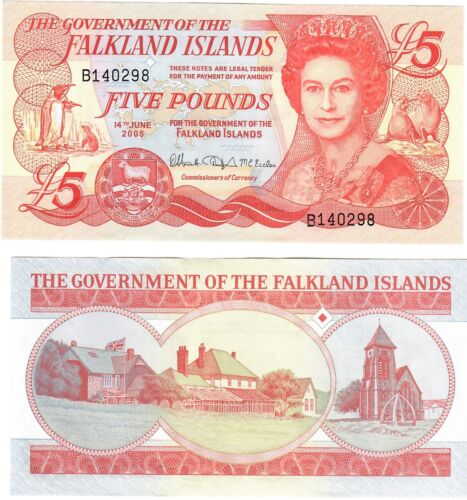 THE GOVERNMENT OF THE
FALKLAND ISLANDS
£5
B140298
THESE NOTES ARE LEGAL TENDER
FOR THE PAYMENT OF ANY AMOUNT
FIVE POUNDS
14TH JUNE
2005
FOR THE GOVERNMENT OF THE
FALKLAND ISLANDS
£5
Commissioners of Currency
B140298
THE GOVERNMENT OF THE FALKLAND ISLANDS